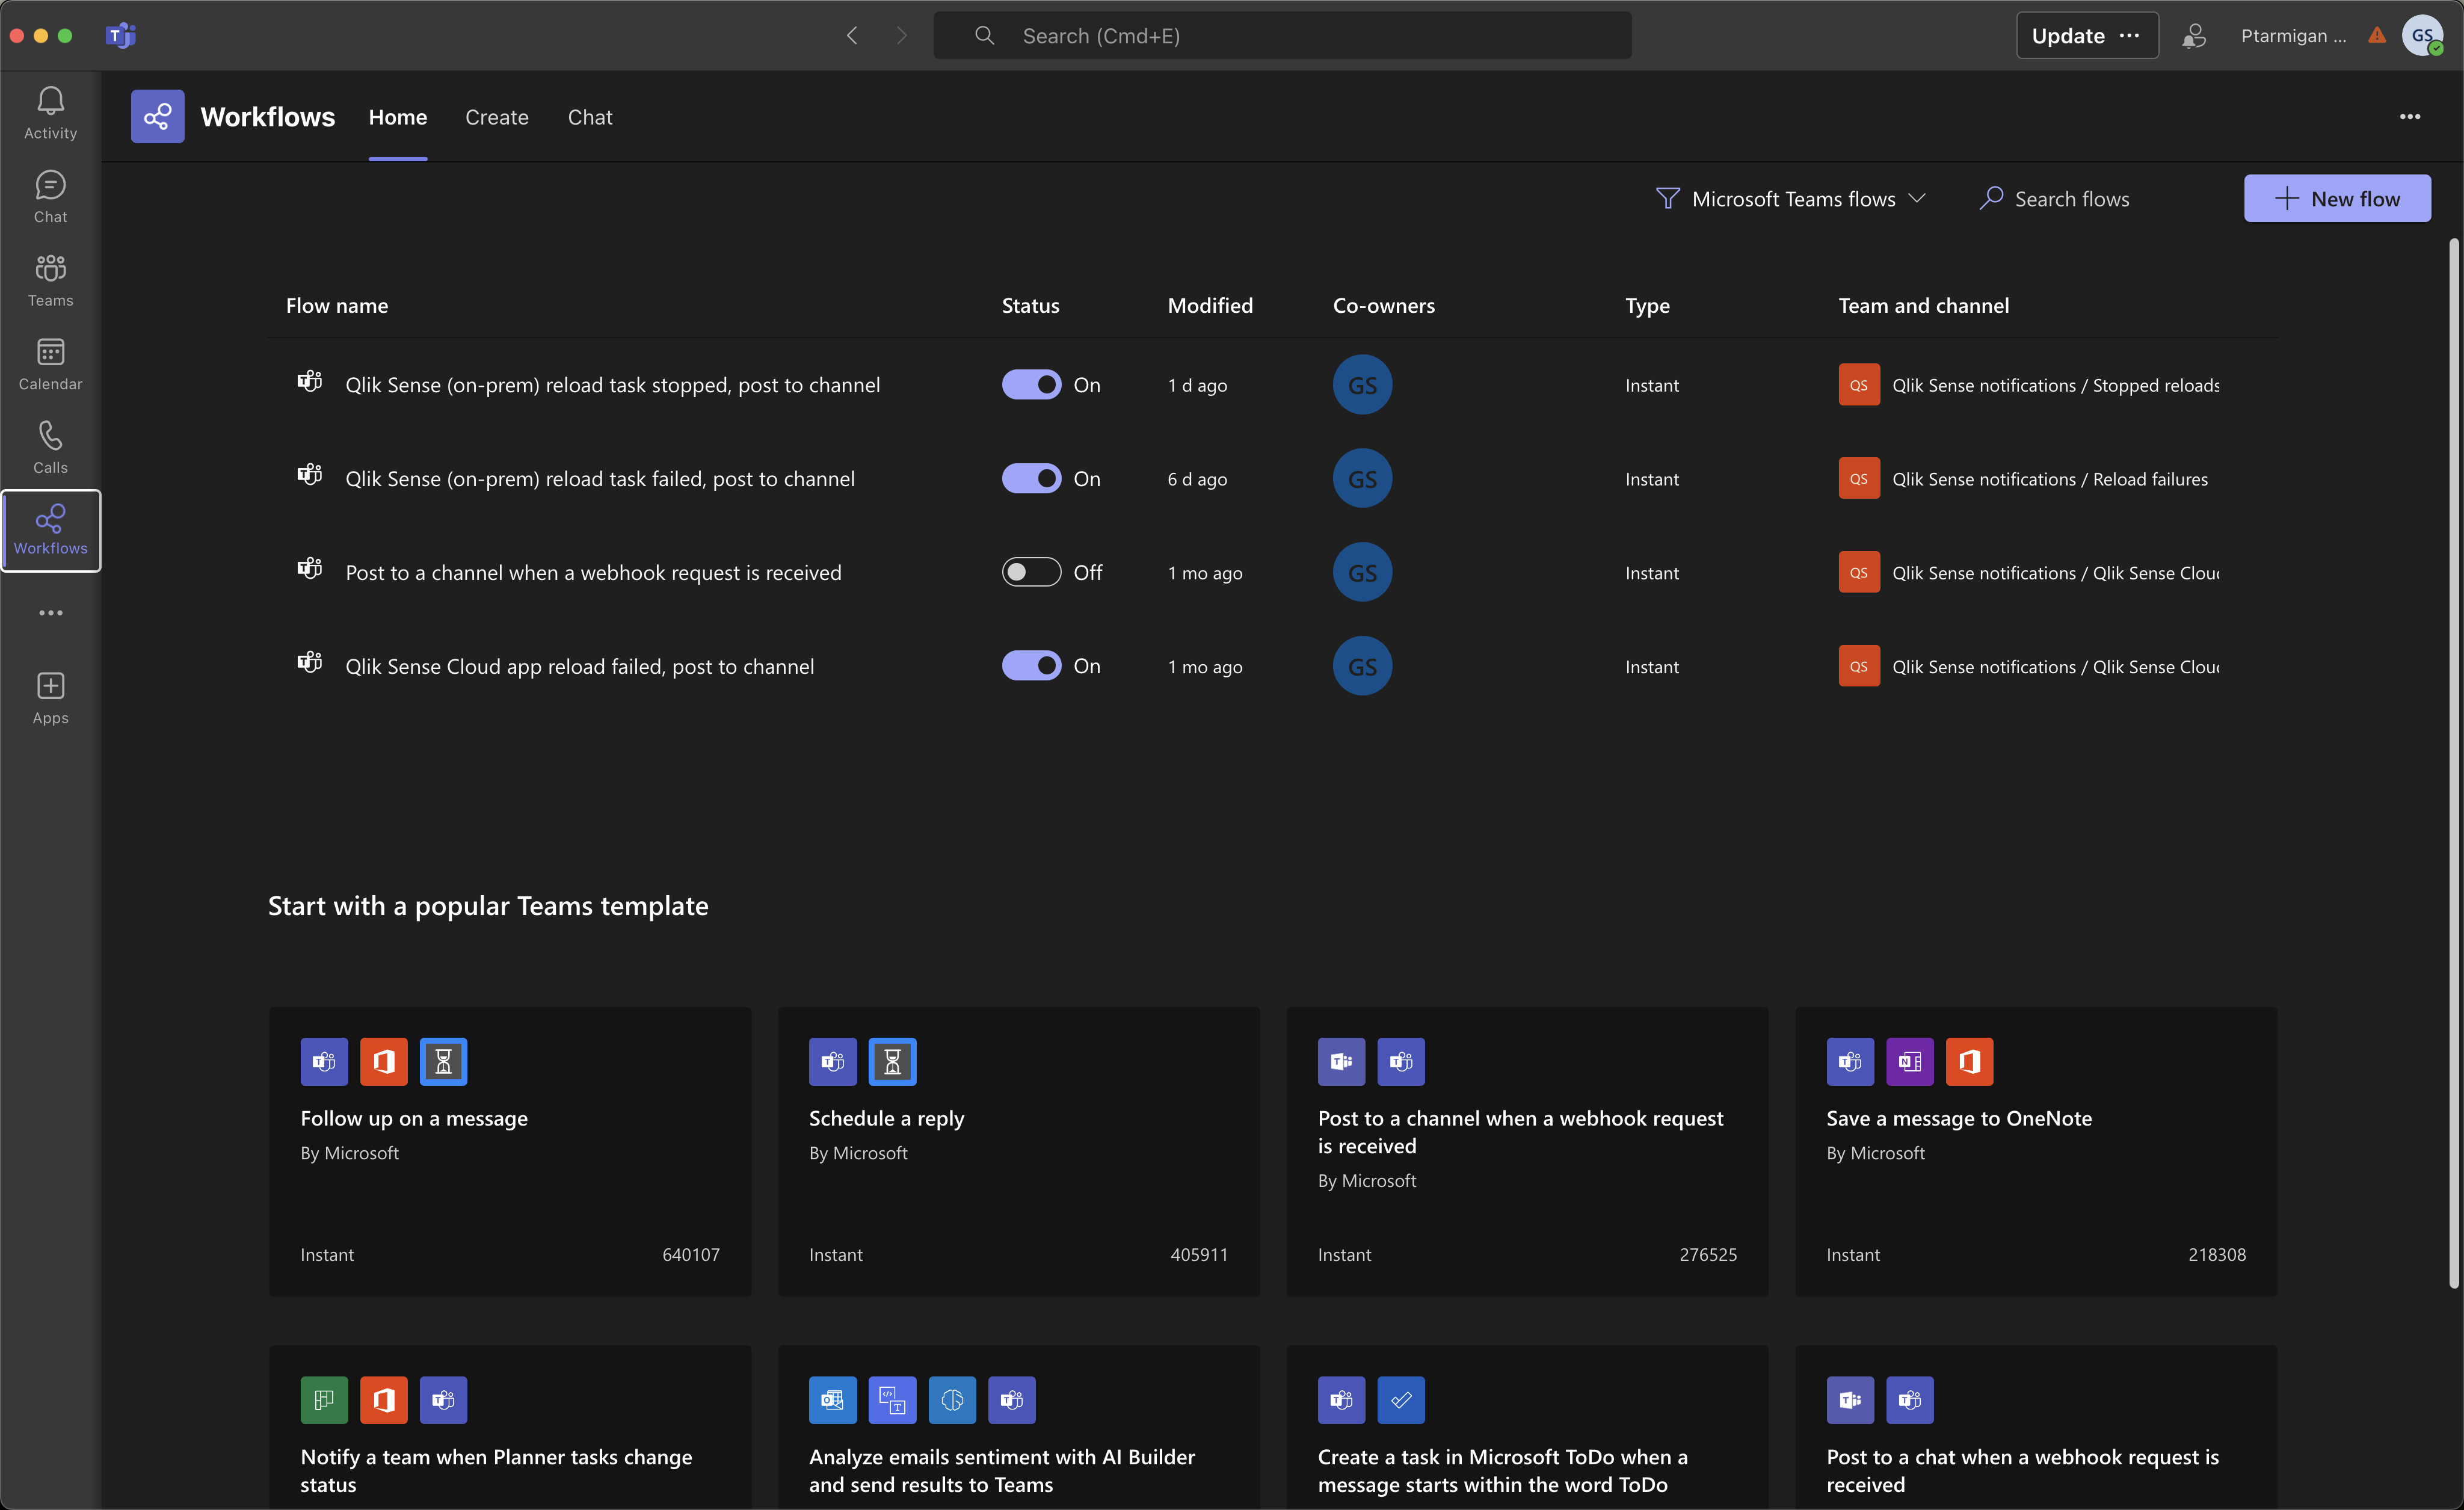 Search (Cmd+E)
Update
Ptarmigan ...
GS
Activity
Chat
Teams
Calendar
Calls
Workflows
Apps
Workflows
Home
Create
Chat
Microsoft Teams flows
Search flows
New flow
Flow name
Status
Modified
Co-owners
Type
Team and channel
Qlik Sense (on-prem) reload task stopped, post to channel
On
1 d ago
GS
Instant
QS
Qlik Sense notifications / Stopped reloads
Qlik Sense (on-prem) reload task failed, post to channel
On
6 d ago
GS
Instant
QS
Qlik Sense notifications / Reload failures
Post to a channel when a webhook request is received
Off
1 mo ago
GS
Instant
QS
Qlik Sense notifications / Qlik Sense Clou
Qlik Sense Cloud app reload failed, post to channel
On
1 mo ago
GS
Instant
QS
Qlik Sense notifications / Qlik Sense Clou
Start with a popular Teams template
Follow up on a message
By Microsoft
Instant
640107
Schedule a reply
By Microsoft
Instant
405911
Post to a channel when a webhook request
is received
By Microsoft
Instant
276525
Save a message to OneNote
By Microsoft
Instant
218308
Notify a team when Planner tasks change
status
Analyze emails sentiment with AI Builder
and send results to Teams
Create a task in Microsoft ToDo when a
message starts within the word ToDo
Post to a chat when a webhook request is
received